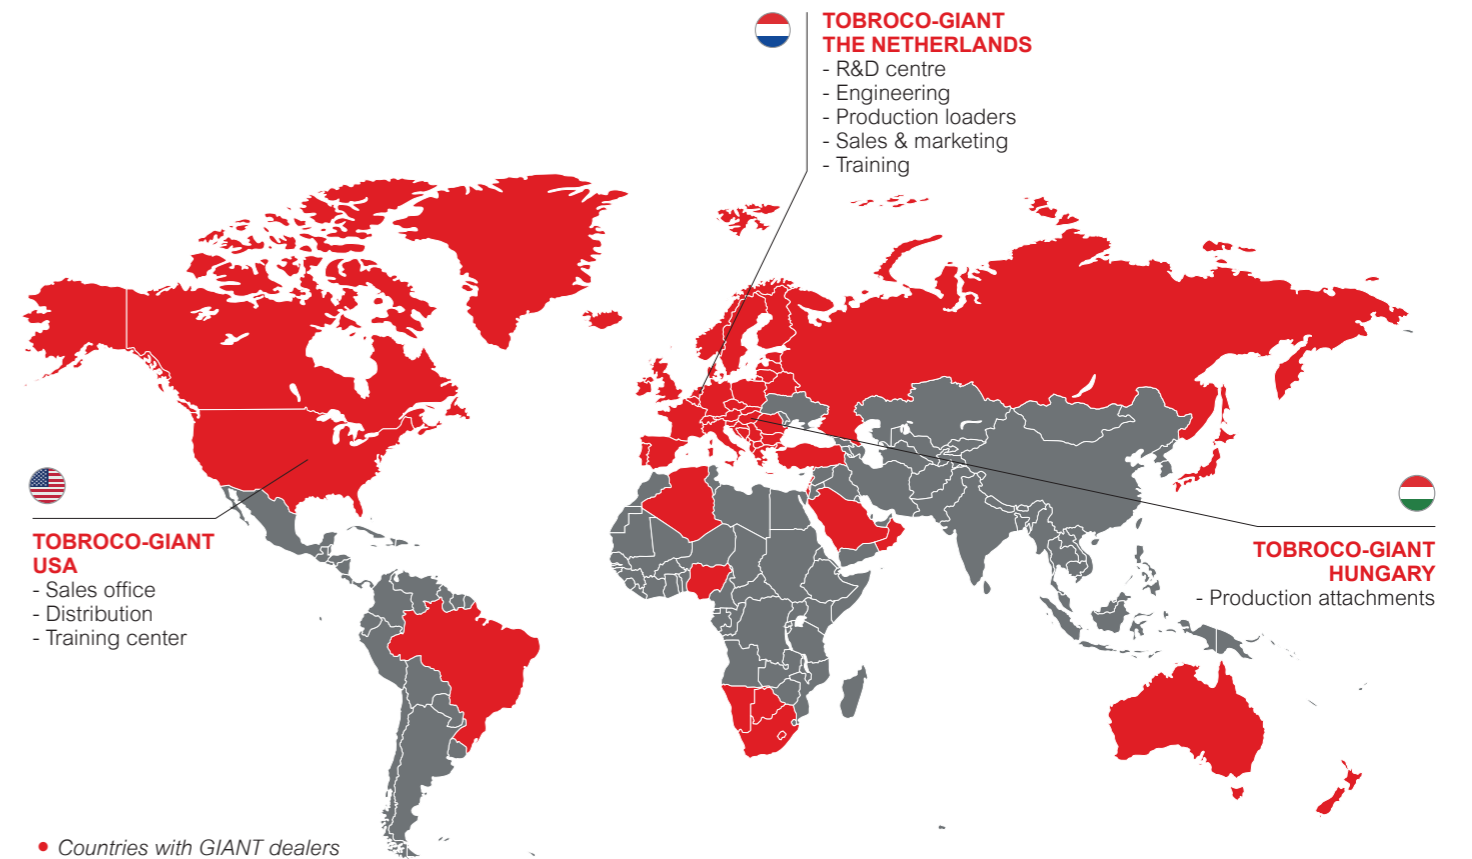 TOBROCO-GIANT
THE NETHERLANDS
- R&D centre
- Engineering
- Production loaders
- Sales & marketing
- Training
TOBROCO-GIANT
USA
- Sales office
- Distribution
- Training center
TOBROCO-GIANT
HUNGARY
- Production attachments
• Countries with GIANT dealers